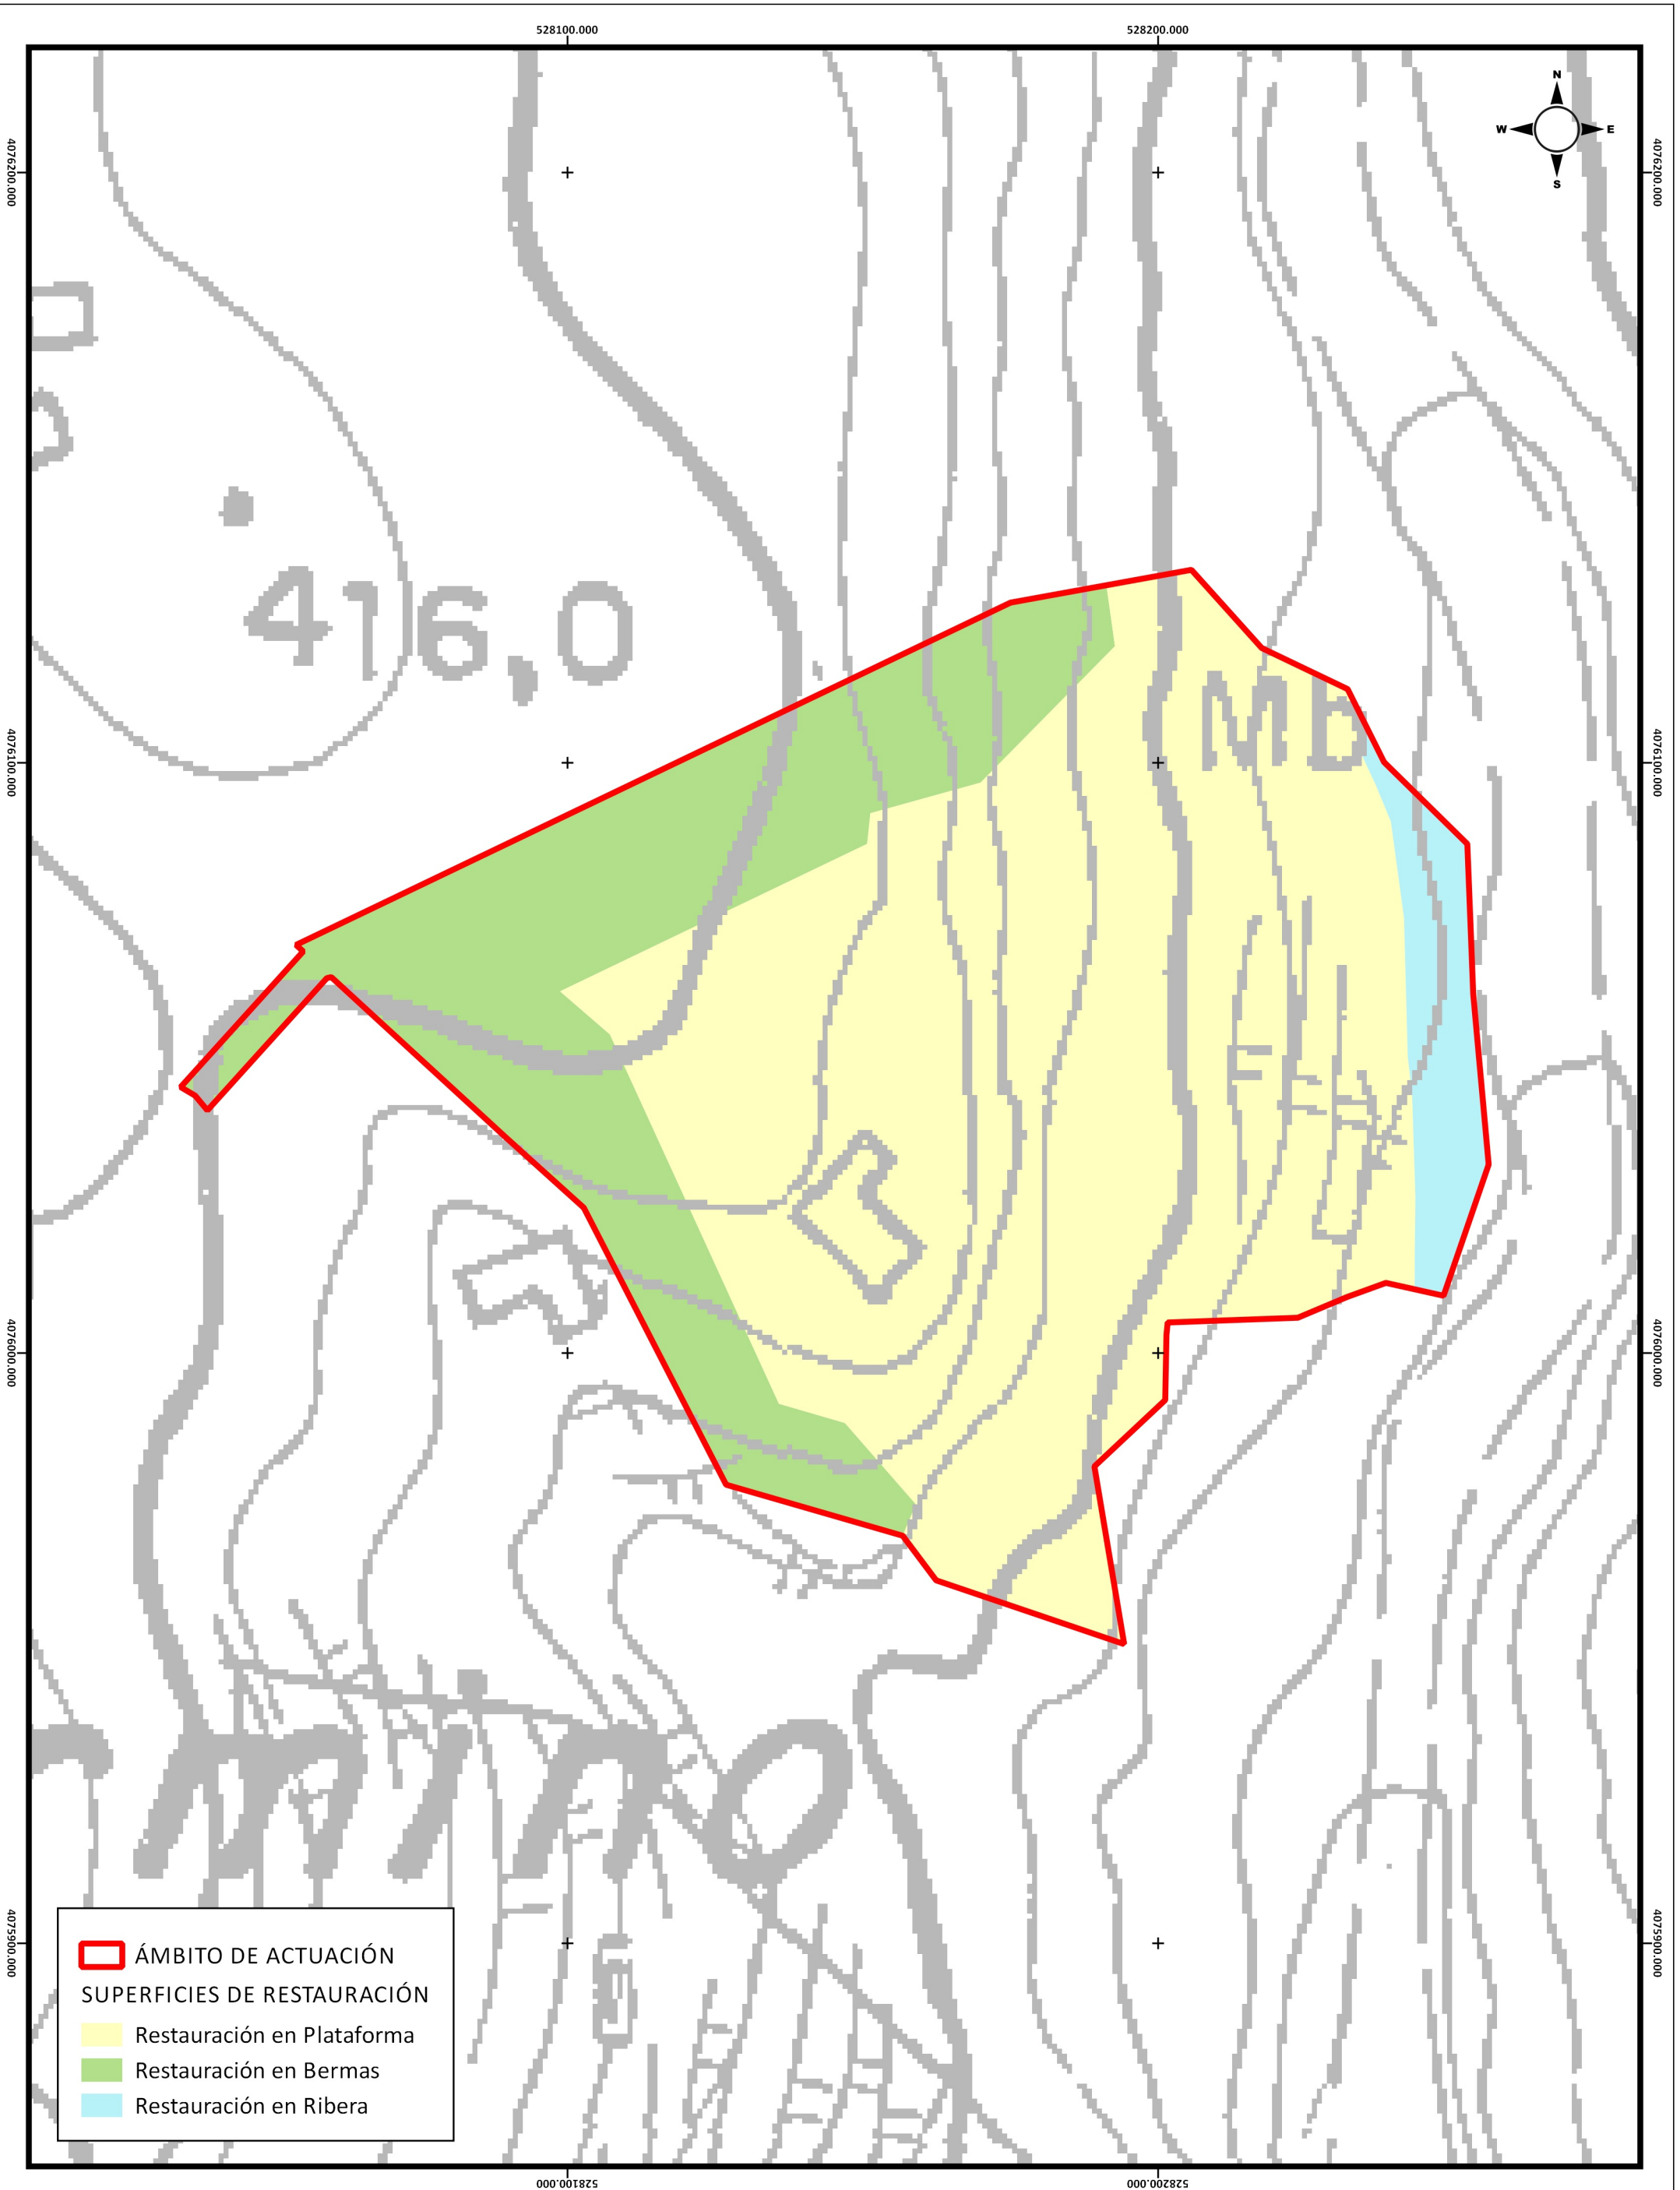 528100.000 528200.000
N
W E
S
4076200.000 4076200.000
416,0
Mb
4076100.000 4076100.000
4076000.000 4076000.000
4075900.000 4075900.000
ÁMBITO DE ACTUACIÓN
SUPERFICIES DE RESTAURACIÓN
Restauración en Plataforma
Restauración en Bermas
Restauración en Ribera
528100.000 528200.000